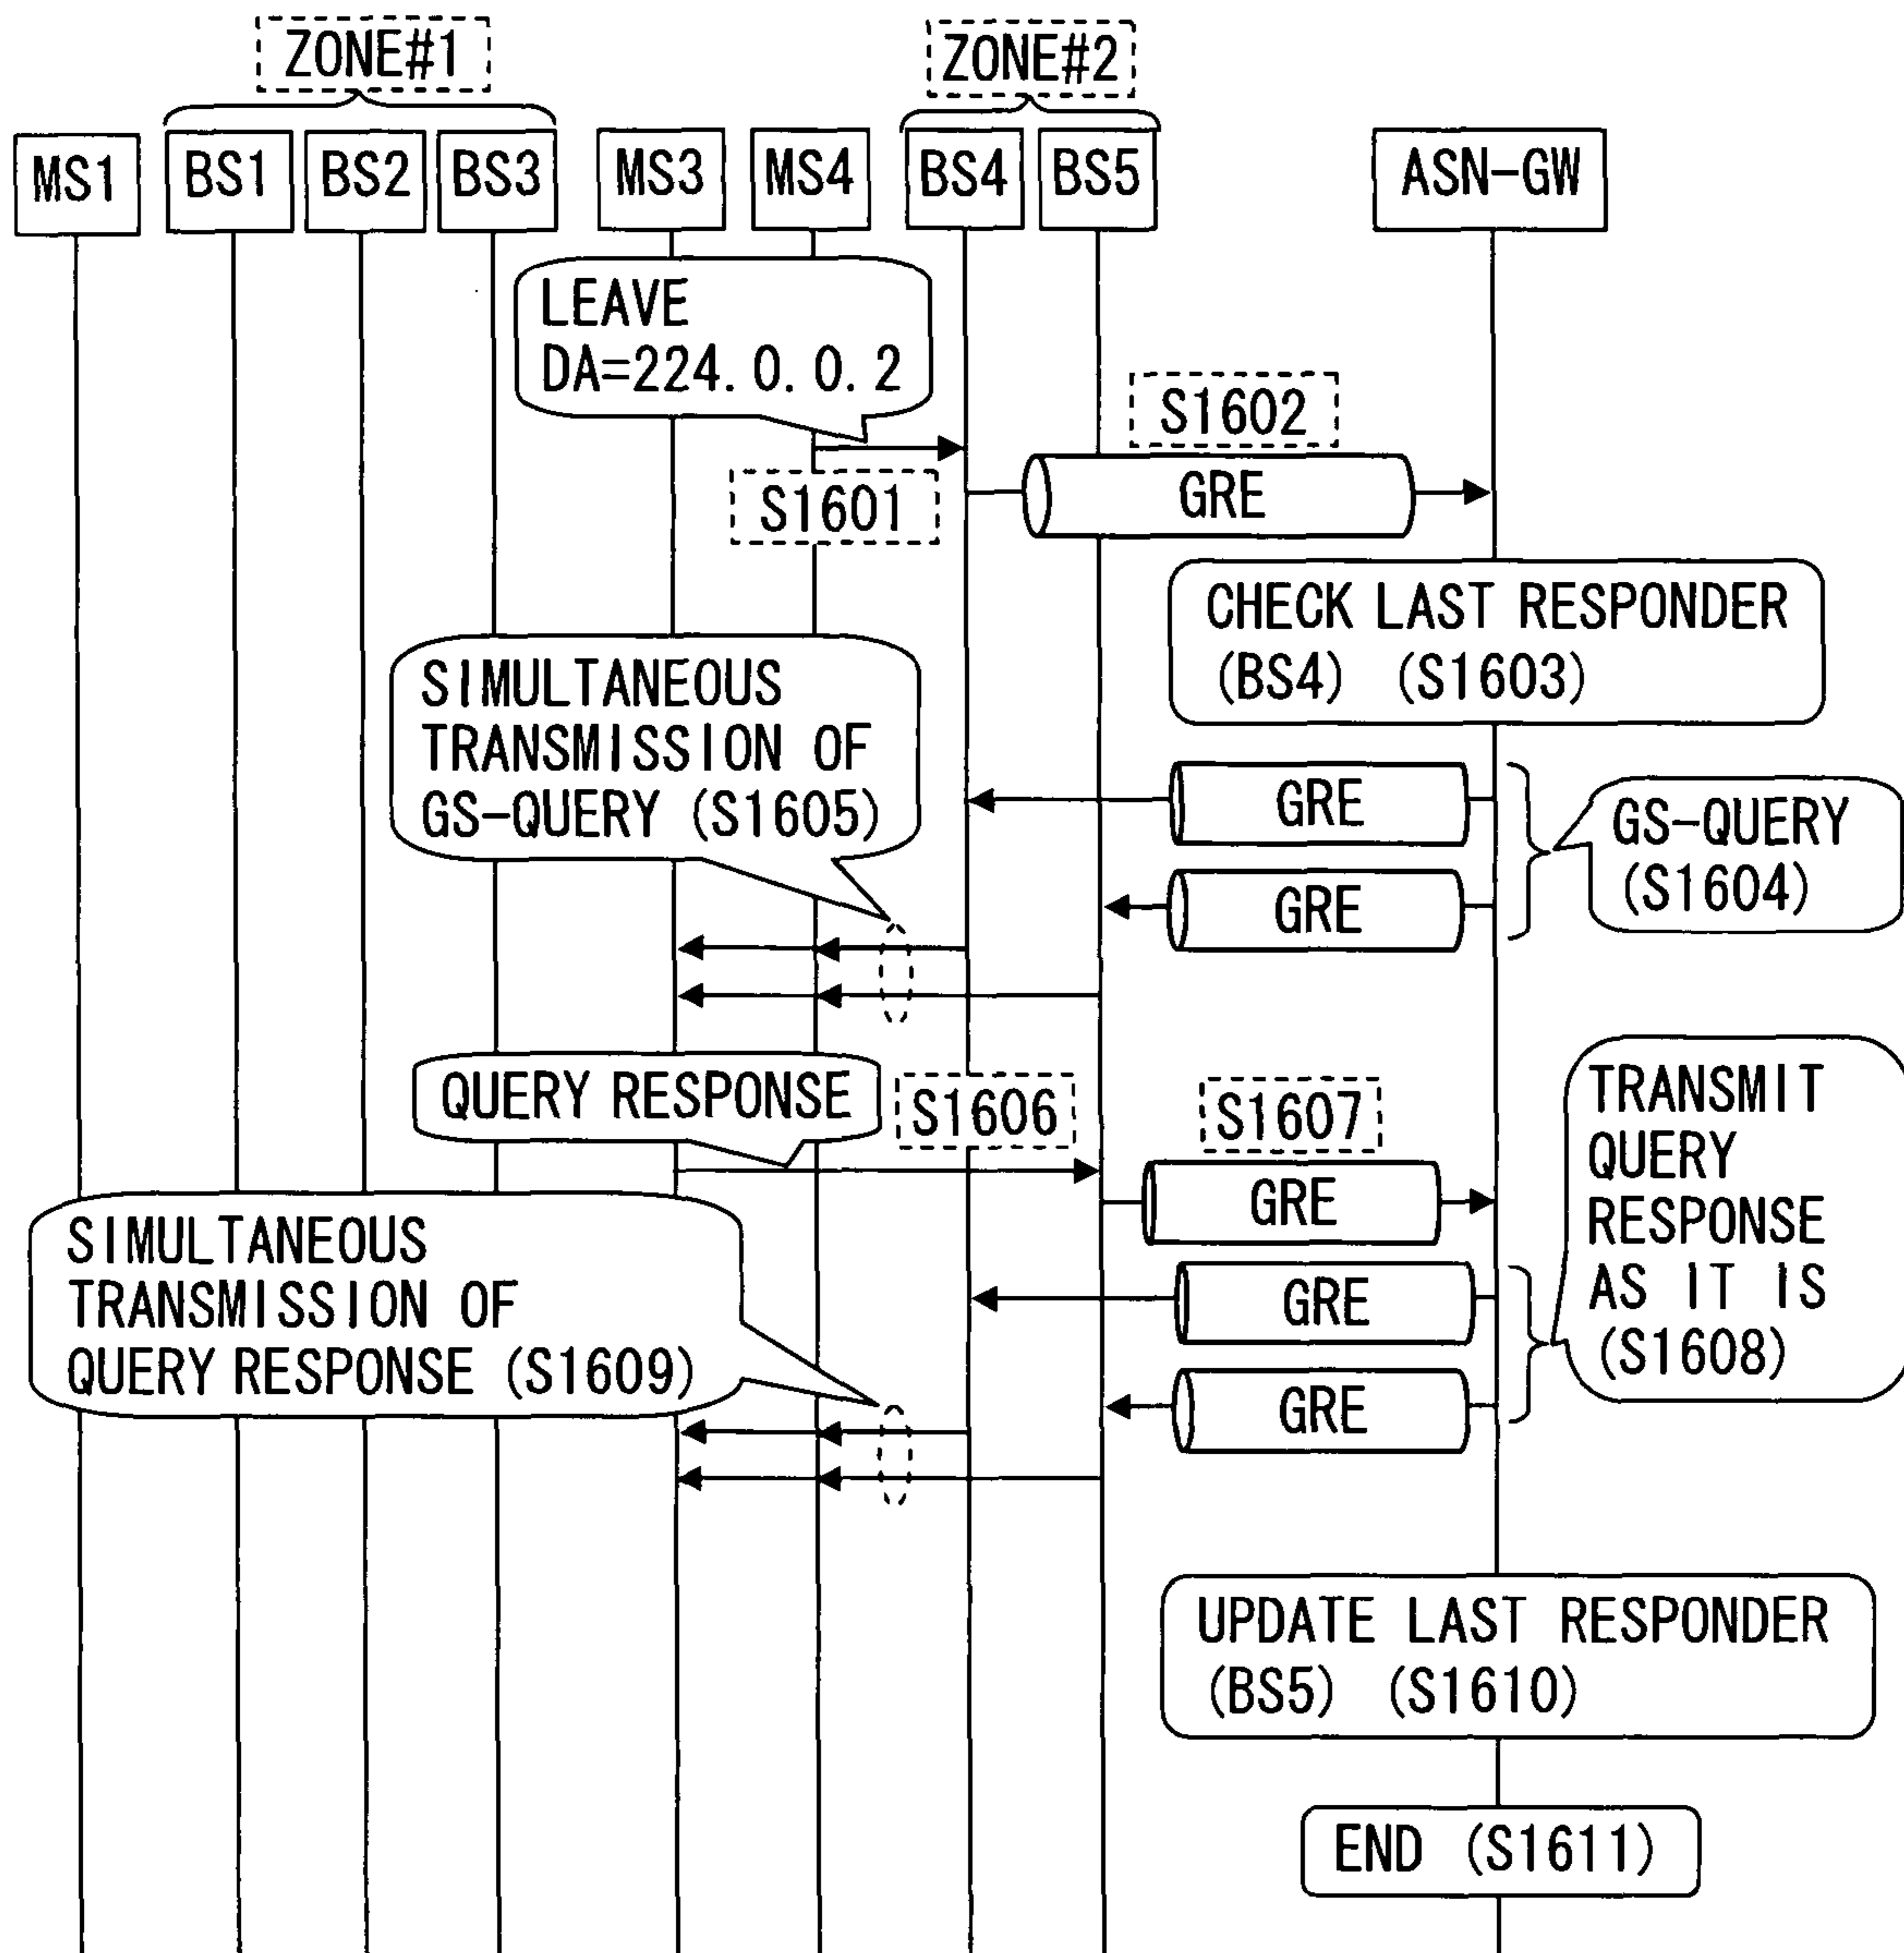 ZONE#1
ZONE#2
MS1
BS1
BS2
BS3
MS3
MS4
BS4
BS5
ASN-GW
LEAVE
DA=224.0.0.2
S1601
S1602
GRE
CHECK LAST RESPONDER
(BS4) (S1603)
GRE
GRE
GS-QUERY
(S1604)
SIMULTANEOUS
TRANSMISSION OF
GS-QUERY (S1605)
QUERY RESPONSE
S1606
S1607
GRE
GRE
GRE
TRANSMIT
QUERY
RESPONSE
AS IT IS
(S1608)
SIMULTANEOUS
TRANSMISSION OF
QUERY RESPONSE (S1609)
UPDATE LAST RESPONDER
(BS5) (S1610)
END (S1611)